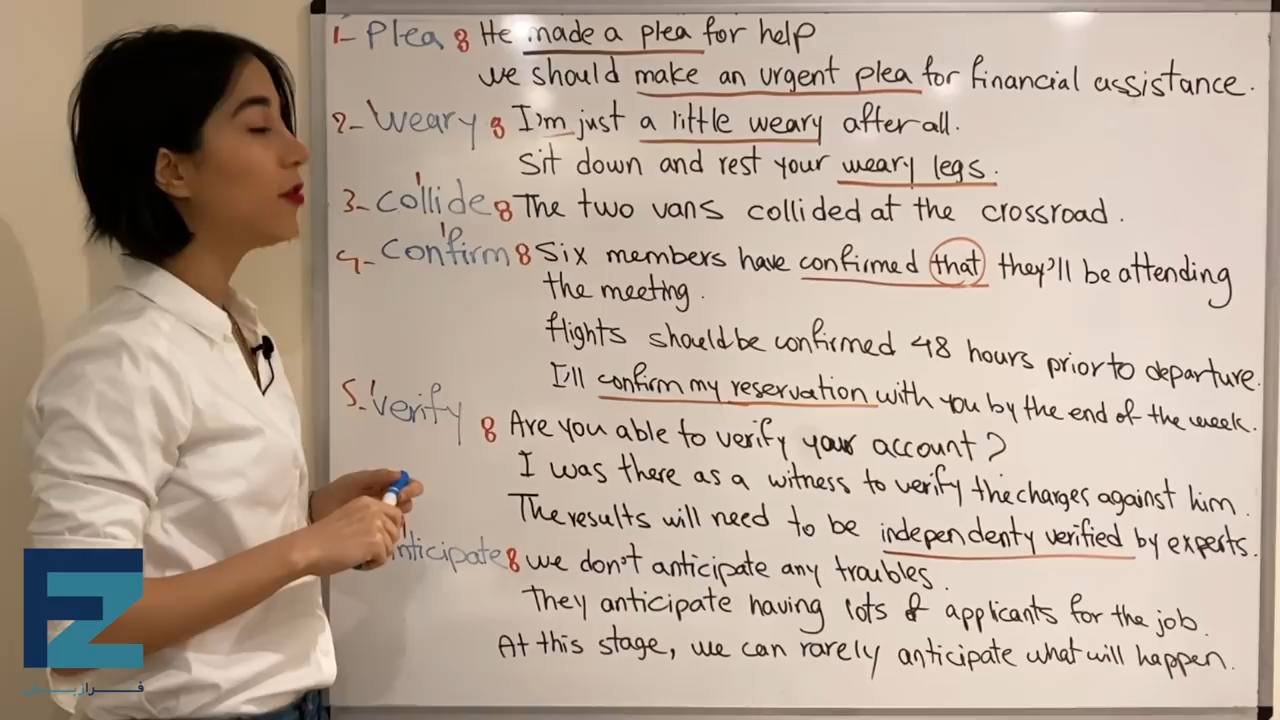 1- Plea : He made a plea for help
we should make an urgent plea for financial assistance.
2- Weary : I'm just a little weary after all.
Sit down and rest your weary legs.
3- collide : The two vans collided at the crossroad.
4- confirm : Six members have confirmed that they'll be attending
the meeting.
flights should be confirmed 48 hours prior to departure.
I'll confirm my reservation with you by the end of the week.
5- verify : Are you able to verify your account?
I was there as a witness to verify the charges against him.
The results will need to be independenty verified by experts.
nticipate : we don't anticipate any troubles.
They anticipate having lots of applicants for the job.
At this stage, we can rarely anticipate what will happen.
FZ
فرازبان